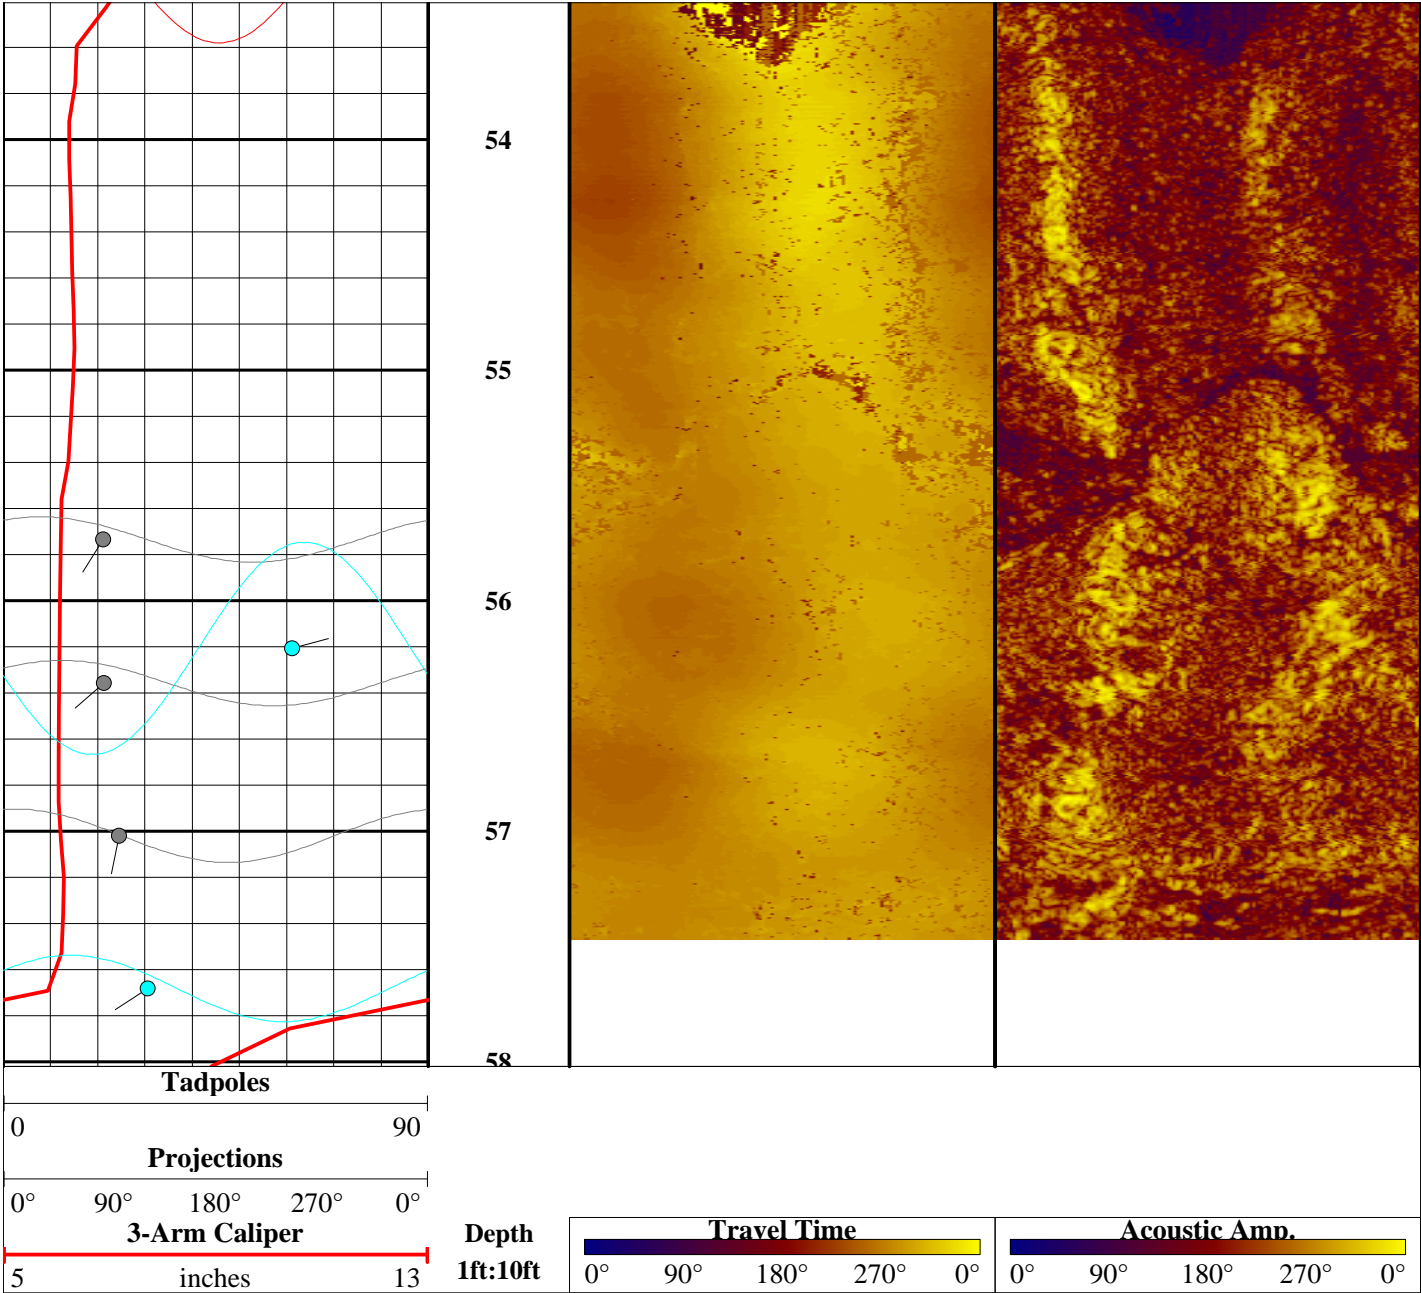 54
55
56
57
58
Tadpoles
0 90
Projections
0° 90° 180° 270° 0°
3-Arm Caliper
5 inches 13
Depth
1ft:10ft
Travel Time
0° 90° 180° 270° 0°
Acoustic Amp.
0° 90° 180° 270° 0°